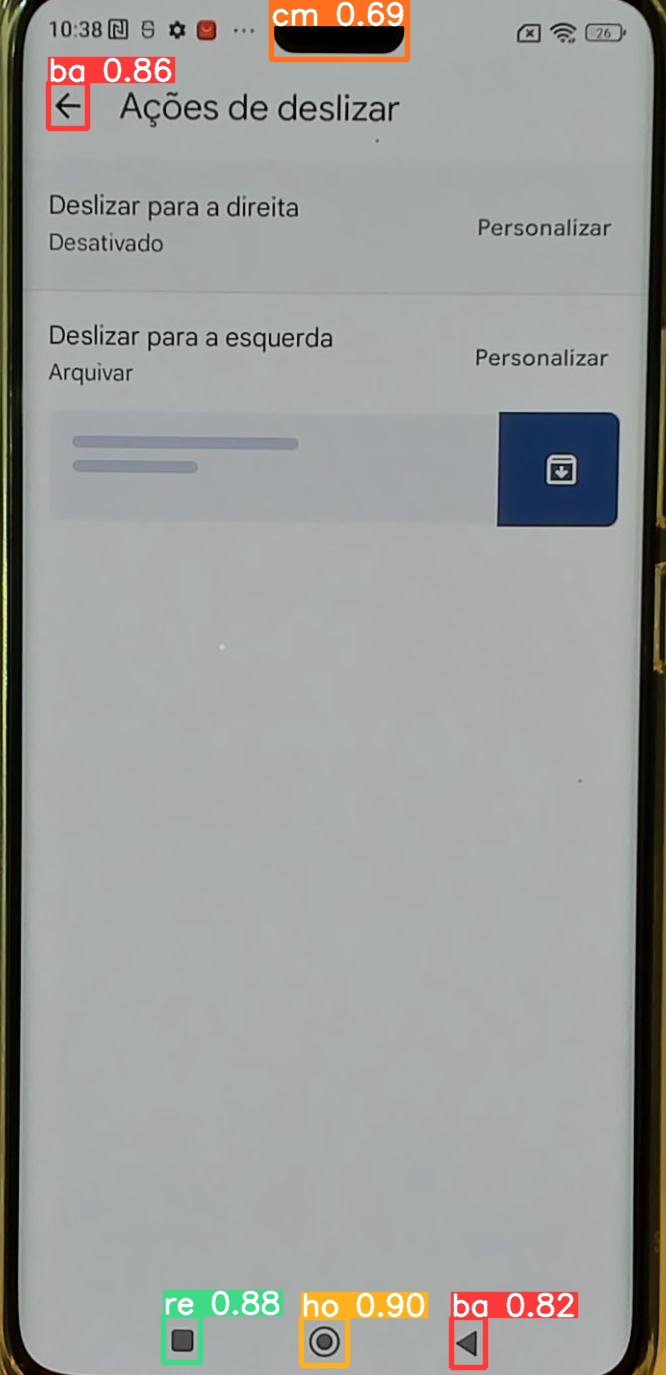 cm 0.69
10:38
26
ba 0.86
Ações de deslizar
Deslizar para a direita
Desativado
Personalizar
Deslizar para a esquerda
Arquivar
Personalizar
re 0.88
ho 0.90
ba 0.82